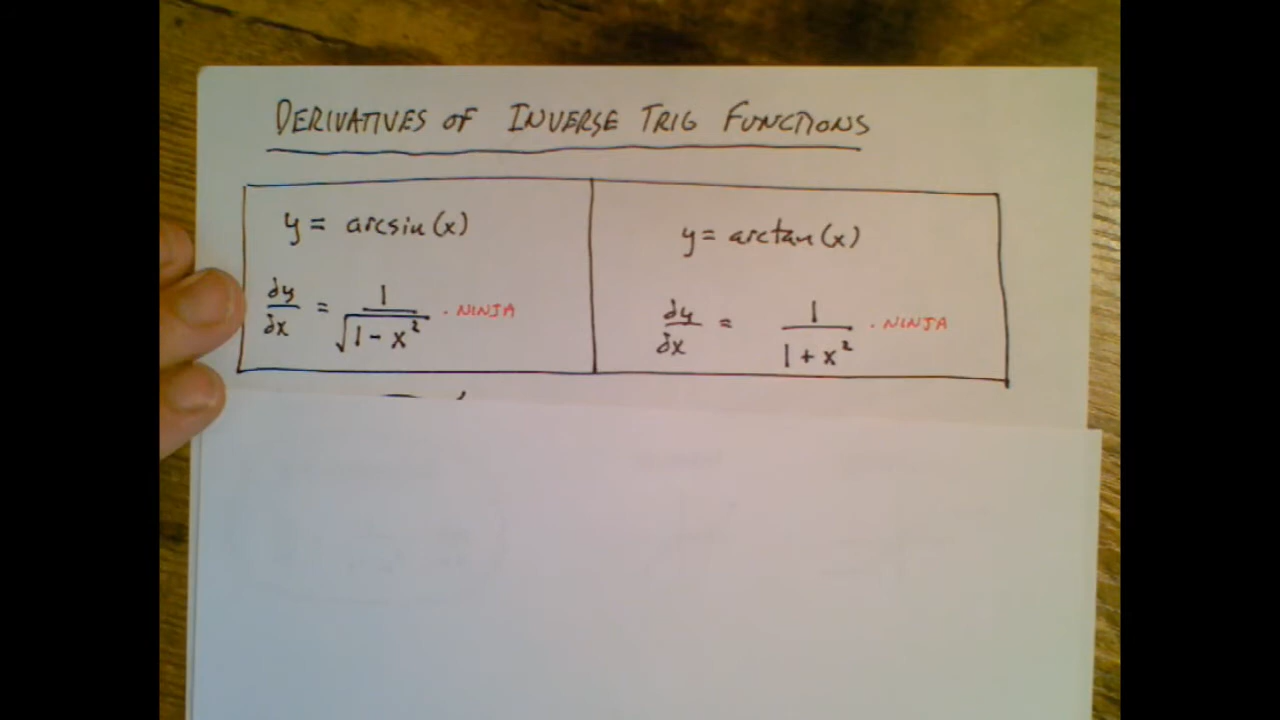 DERIVATIVES OF INVERSE TRIG FUNCTIONS
y = arcsin(x)
dy/dx = 1/√(1 - x²) · NINJA
y = arctan(x)
dy/dx = 1/(1 + x²) · NINJA